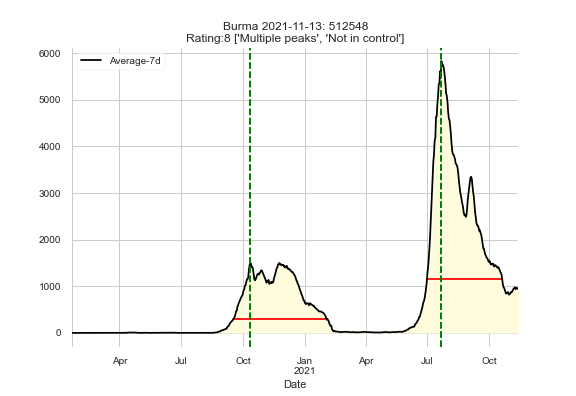 Burma 2021-11-13: 512548
Rating:8 ['Multiple peaks', 'Not in control']
Average-7d
6000
5000
4000
3000
2000
1000
0
Apr Jul Oct Jan Apr Jul Oct
2021
Date